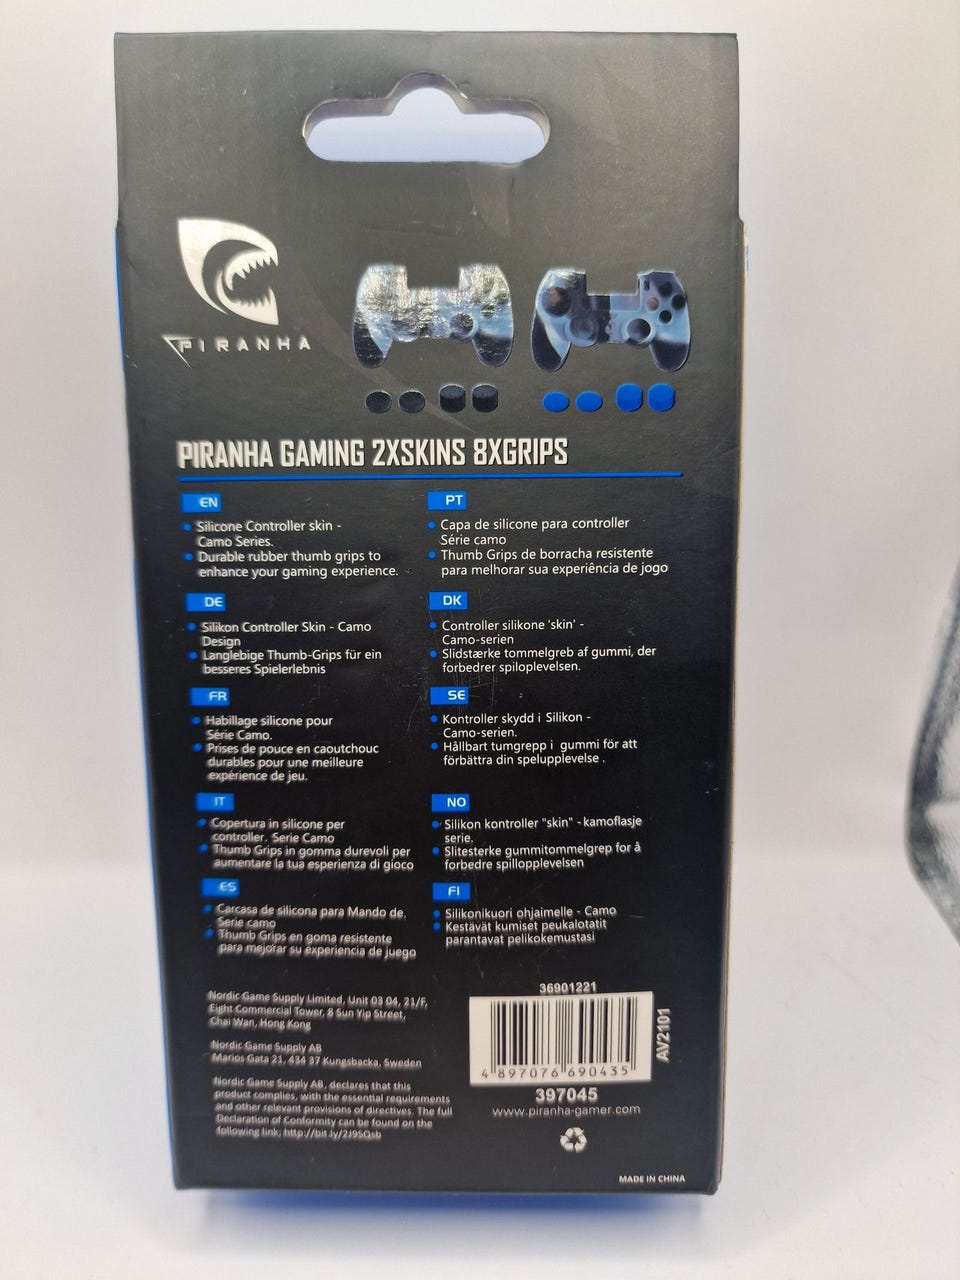 PIRANHA
PIRANHA GAMING 2XSKINS 8XGRIPS
EN
Silicone Controller skin -
Camo Series.
Durable rubber thumb grips to
enhance your gaming experience.
DE
Silikon Controller Skin - Camo
Design
Langlebige Thumb-Grips für ein
besseres Spielerlebnis
FR
Habillage silicone pour
Série Camo.
Prises de pouce en caoutchouc
durables pour une meilleure
expérience de jeu.
IT
Copertura in silicone per
controller. Serie Camo
Thumb Grips in gomma durevoli per
aumentare la tua esperienza di gioco
ES
Carcasa de silicona para Mando de.
Serie camo
Thumb Grips en goma resistente
para mejorar su experiencia de juego
PT
Capa de silicone para controller
Série camo
Thumb Grips de borracha resistente
para melhorar sua experiência de jogo
DK
Controller silikone 'skin' -
Camo-serien
Slidstærke tommelgreb af gummi, der
forbedrer spiloplevelsen.
SE
Kontroller skydd i Silikon -
Camo-serien.
Hållbart tumgrepp i gummi för att
förbättra din spelupplevelse .
NO
Silikon kontroller "skin" - kamoflasje
serie.
Slitesterke gummitommelgrep for å
forbedre spillopplevelsen
FI
Silikonikuori ohjaimelle - Camo
Kestävät kumiset peukalotatit
parantavat pelikokemustasi
Nordic Game Supply Limited, Unit 03 04, 21/F,
Eight Commercial Tower, 8 Sun Yip Street,
Chai Wan, Hong Kong
Nordic Game Supply AB
Marios Gata 21, 434 37 Kungsbacka, Sweden
Nordic Game Supply AB, declares that this
product complies, with the essential requirements
and other relevant provisions of directives. The full
Declaration of Conformity can be found on the
following link; http://bit.ly/2J95Qsb
36901221
4 897076 690435
AV2101
397045
www.piranha-gamer.com
MADE IN CHINA